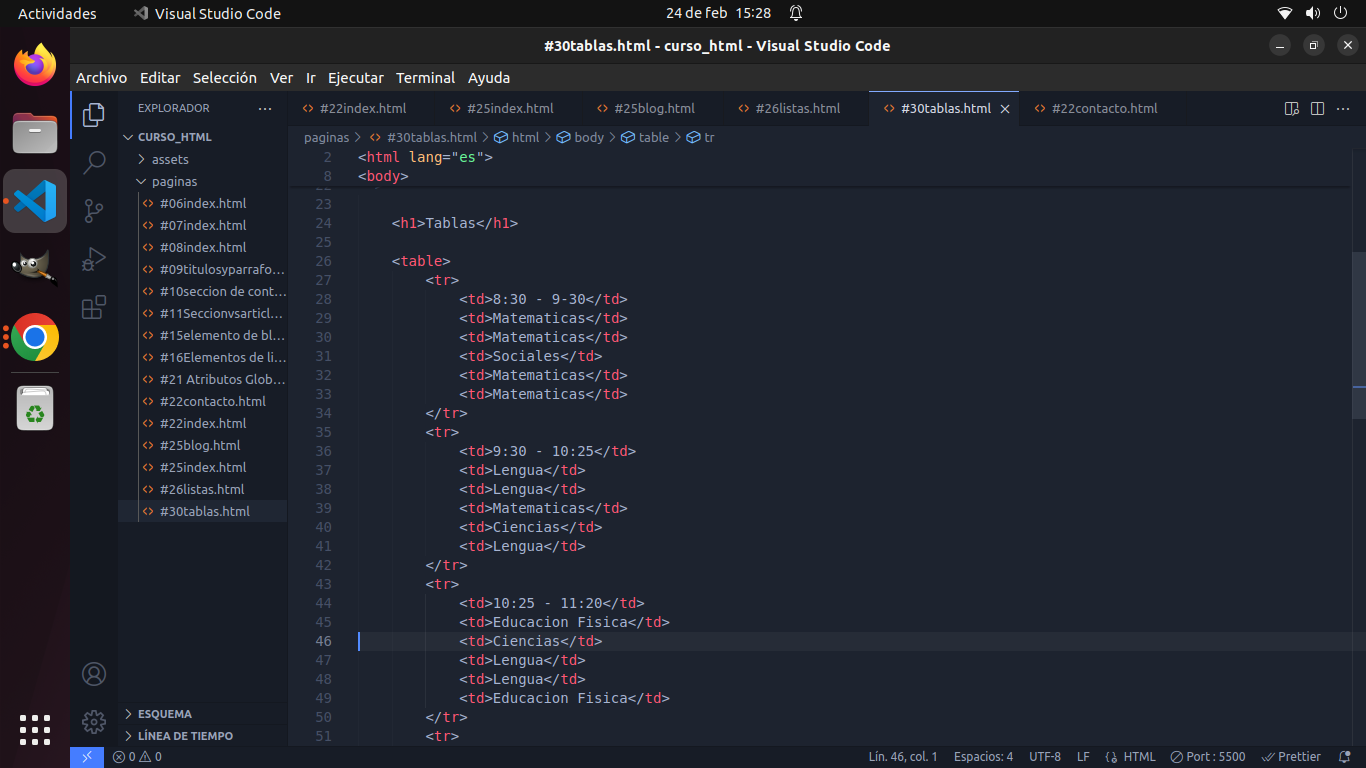 Actividades
Visual Studio Code
24 de feb 15:28
#30tablas.html - curso_html - Visual Studio Code
Archivo Editar Selección Ver Ir Ejecutar Terminal Ayuda
EXPLORADOR
CURSO_HTML
assets
paginas
#06index.html
#07index.html
#08index.html
#09titulosyparrafo...
#10seccion de cont...
#11Seccionvsarticl...
#15elemento de bl...
#16Elementos de li...
#21 Atributos Glob...
#22contacto.html
#22index.html
#25blog.html
#25index.html
#26listas.html
#30tablas.html
ESQUEMA
LÍNEA DE TIEMPO
#22index.html #25index.html #25blog.html #26listas.html #30tablas.html #22contacto.html
paginas > #30tablas.html > html > body > table > tr
2 <html lang="es">
8 <body>
22
23
24 <h1>Tablas</h1>
25
26 <table>
27 <tr>
28 <td>8:30 - 9-30</td>
29 <td>Matematicas</td>
30 <td>Matematicas</td>
31 <td>Sociales</td>
32 <td>Matematicas</td>
33 <td>Matematicas</td>
34 </tr>
35 <tr>
36 <td>9:30 - 10:25</td>
37 <td>Lengua</td>
38 <td>Lengua</td>
39 <td>Matematicas</td>
40 <td>Ciencias</td>
41 <td>Lengua</td>
42 </tr>
43 <tr>
44 <td>10:25 - 11:20</td>
45 <td>Educacion Fisica</td>
46 <td>Ciencias</td>
47 <td>Lengua</td>
48 <td>Lengua</td>
49 <td>Educacion Fisica</td>
50 </tr>
51 <tr>
0 0
Lín. 46, col. 1 Espacios: 4 UTF-8 LF HTML Port : 5500 Prettier